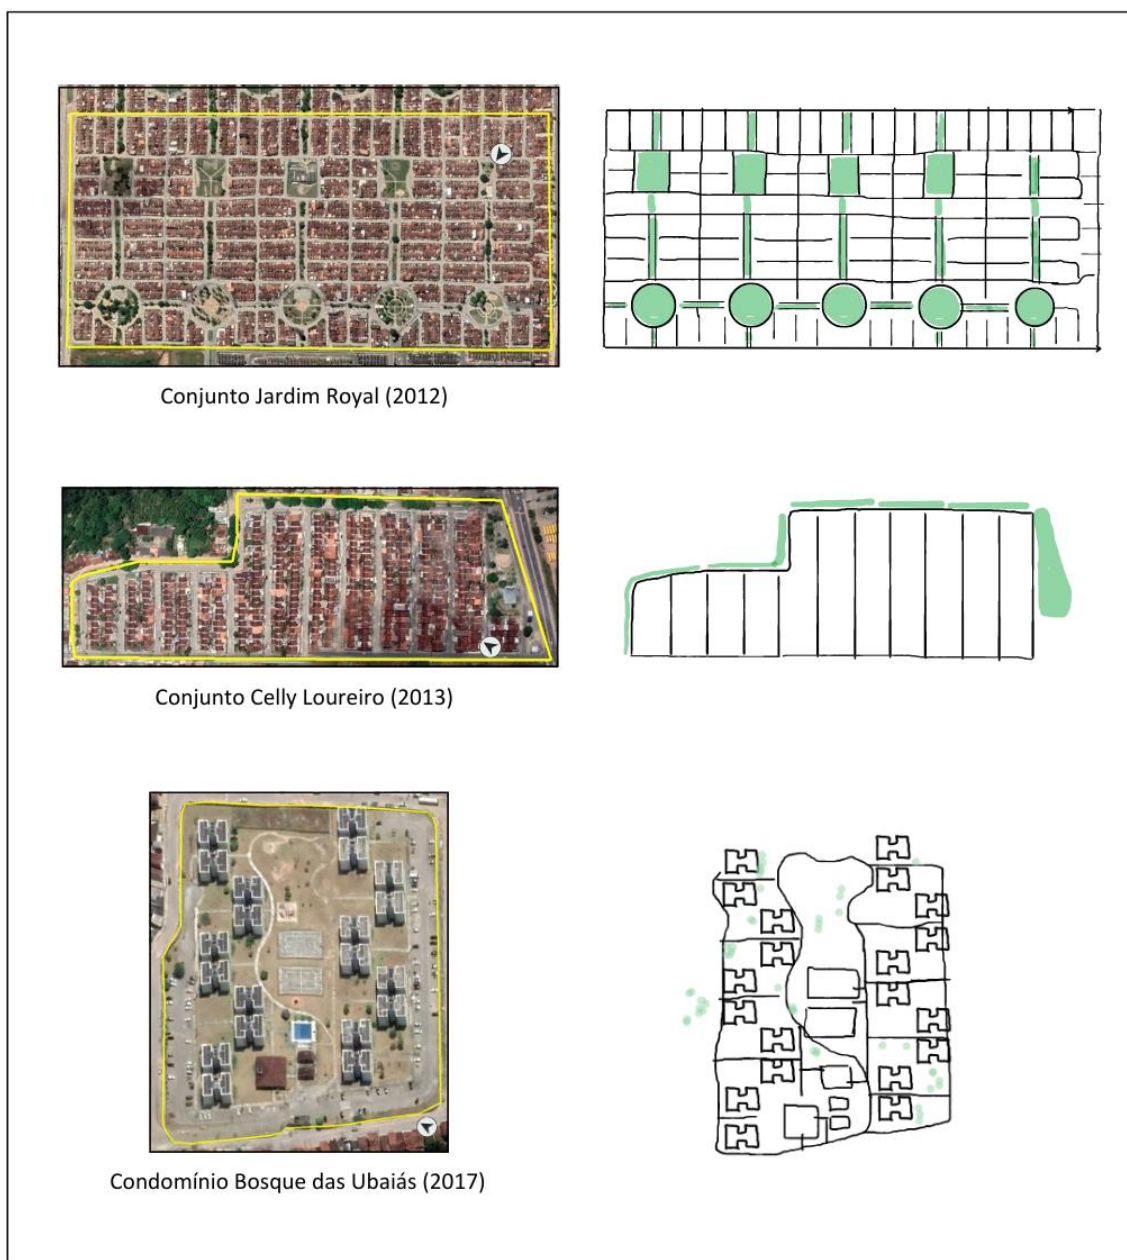 Conjunto Jardim Royal (2012)
Conjunto Celly Loureiro (2013)
Condomínio Bosque das Ubaiás (2017)